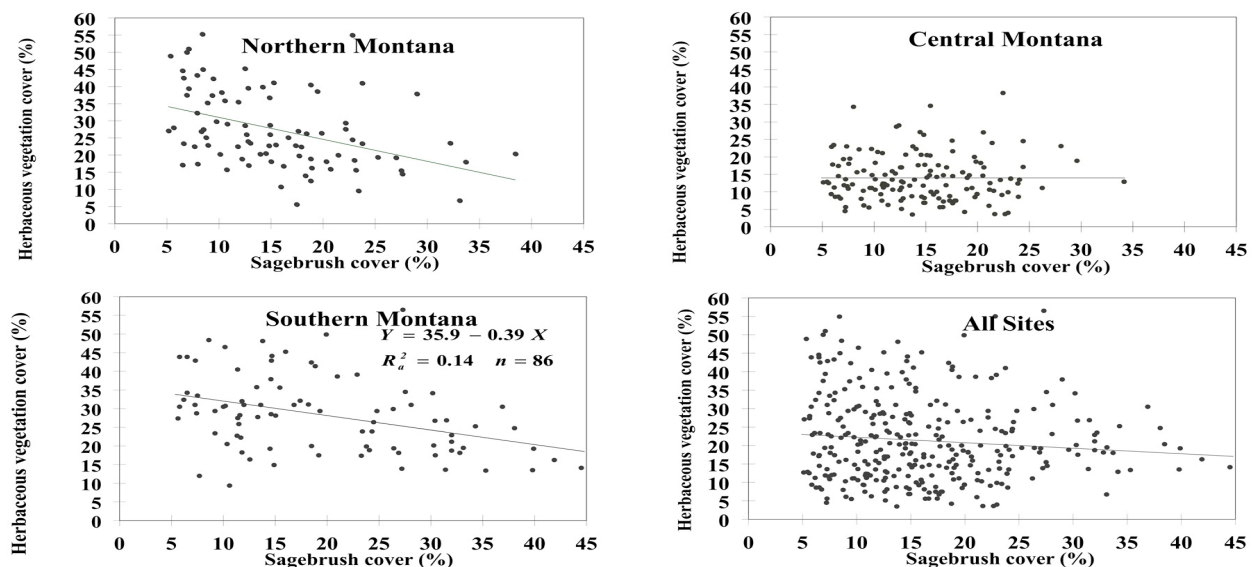 Northern Montana
Herbaceous vegetation cover (%)
60
55
50
45
40
35
30
25
20
15
10
5
0
0 5 10 15 20 25 30 35 40 45
Sagebrush cover (%)
Central Montana
Herbaceous vegetation cover (%)
60
55
50
45
40
35
30
25
20
15
10
5
0
0 5 10 15 20 25 30 35 40 45
Sagebrush cover (%)
Southern Montana
Y = 35.9 – 0.39 X
R²ₐ = 0.14 n = 86
Herbaceous vegetation cover (%)
60
55
50
45
40
35
30
25
20
15
10
5
0
0 5 10 15 20 25 30 35 40 45
Sagebrush cover (%)
All Sites
Herbaceous vegetation cover (%)
60
55
50
45
40
35
30
25
20
15
10
5
0
0 5 10 15 20 25 30 35 40 45
Sagebrush cover (%)